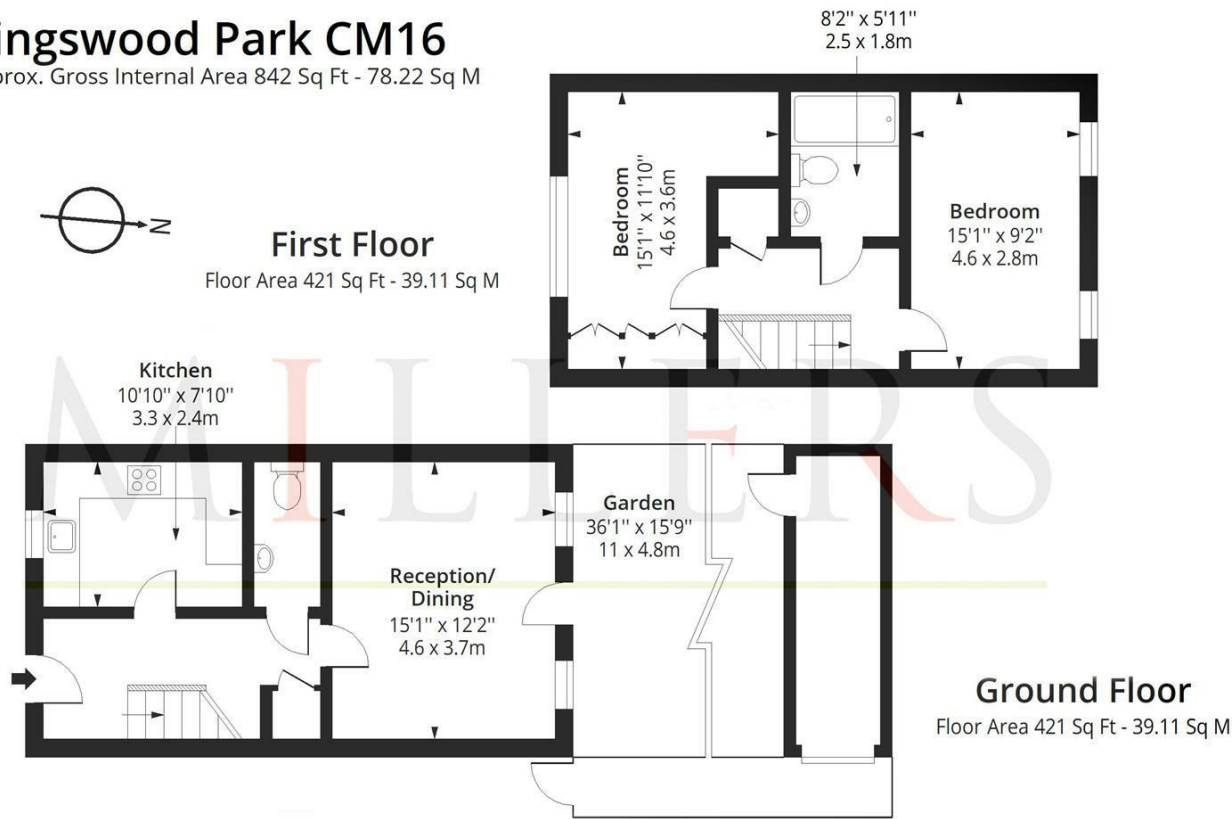 ingswood Park CM16
prox. Gross Internal Area 842 Sq Ft - 78.22 Sq M
8'2" x 5'11"
2.5 x 1.8m
Bedroom
15'1" x 11'10"
4.6 x 3.6m
Bedroom
15'1" x 9'2"
4.6 x 2.8m
N
First Floor
Floor Area 421 Sq Ft - 39.11 Sq M
MILLERS
Kitchen
10'10" x 7'10"
3.3 x 2.4m
Garden
36'1" x 15'9"
11 x 4.8m
Reception/
Dining
15'1" x 12'2"
4.6 x 3.7m
Ground Floor
Floor Area 421 Sq Ft - 39.11 Sq M